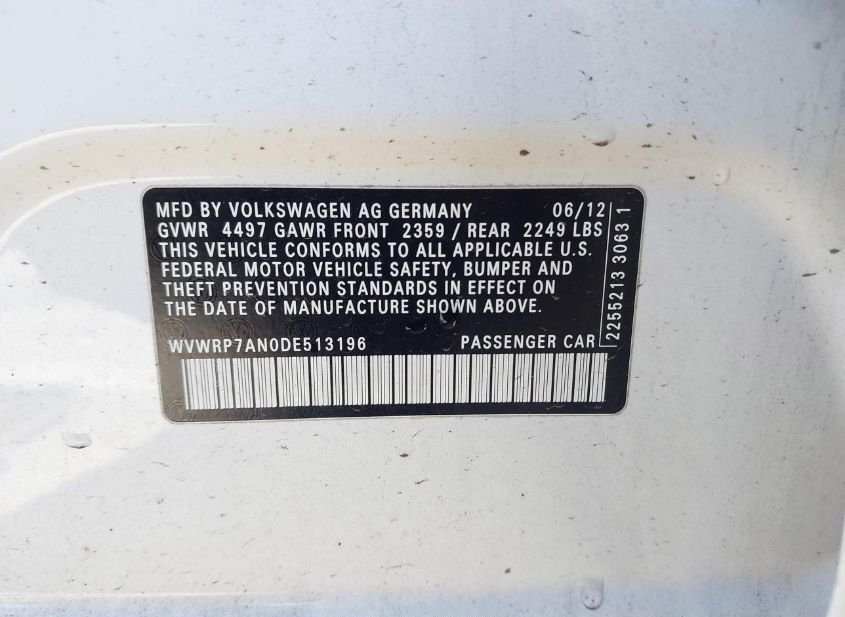 MFD BY VOLKSWAGEN AG GERMANY 06/12
GVWR 4497 GAWR FRONT 2359 / REAR 2249 LBS
THIS VEHICLE CONFORMS TO ALL APPLICABLE U.S.
FEDERAL MOTOR VEHICLE SAFETY, BUMPER AND
THEFT PREVENTION STANDARDS IN EFFECT ON
THE DATE OF MANUFACTURE SHOWN ABOVE.
WVWRP7AN0DE513196 PASSENGER CAR
2255213 30631